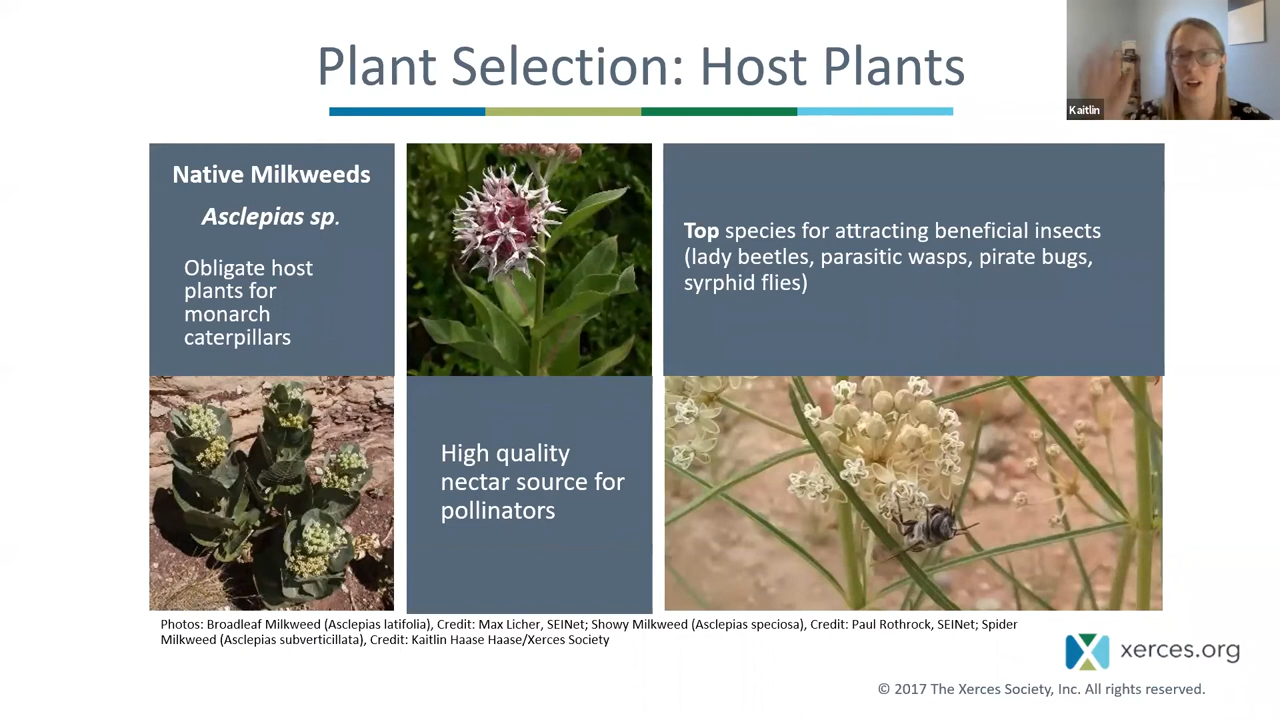 Plant Selection: Host Plants
Kaitlin
Native Milkweeds
Asclepias sp.
Obligate host
plants for
monarch
caterpillars
Top species for attracting beneficial insects
(lady beetles, parasitic wasps, pirate bugs,
syrphid flies)
High quality
nectar source for
pollinators
Photos: Broadleaf Milkweed (Asclepias latifolia), Credit: Max Licher, SEINet; Showy Milkweed (Asclepias speciosa), Credit: Paul Rothrock, SEINet; Spider
Milkweed (Asclepias subverticillata), Credit: Kaitlin Haase Haase/Xerces Society
xerces.org
© 2017 The Xerces Society, Inc. All rights reserved.